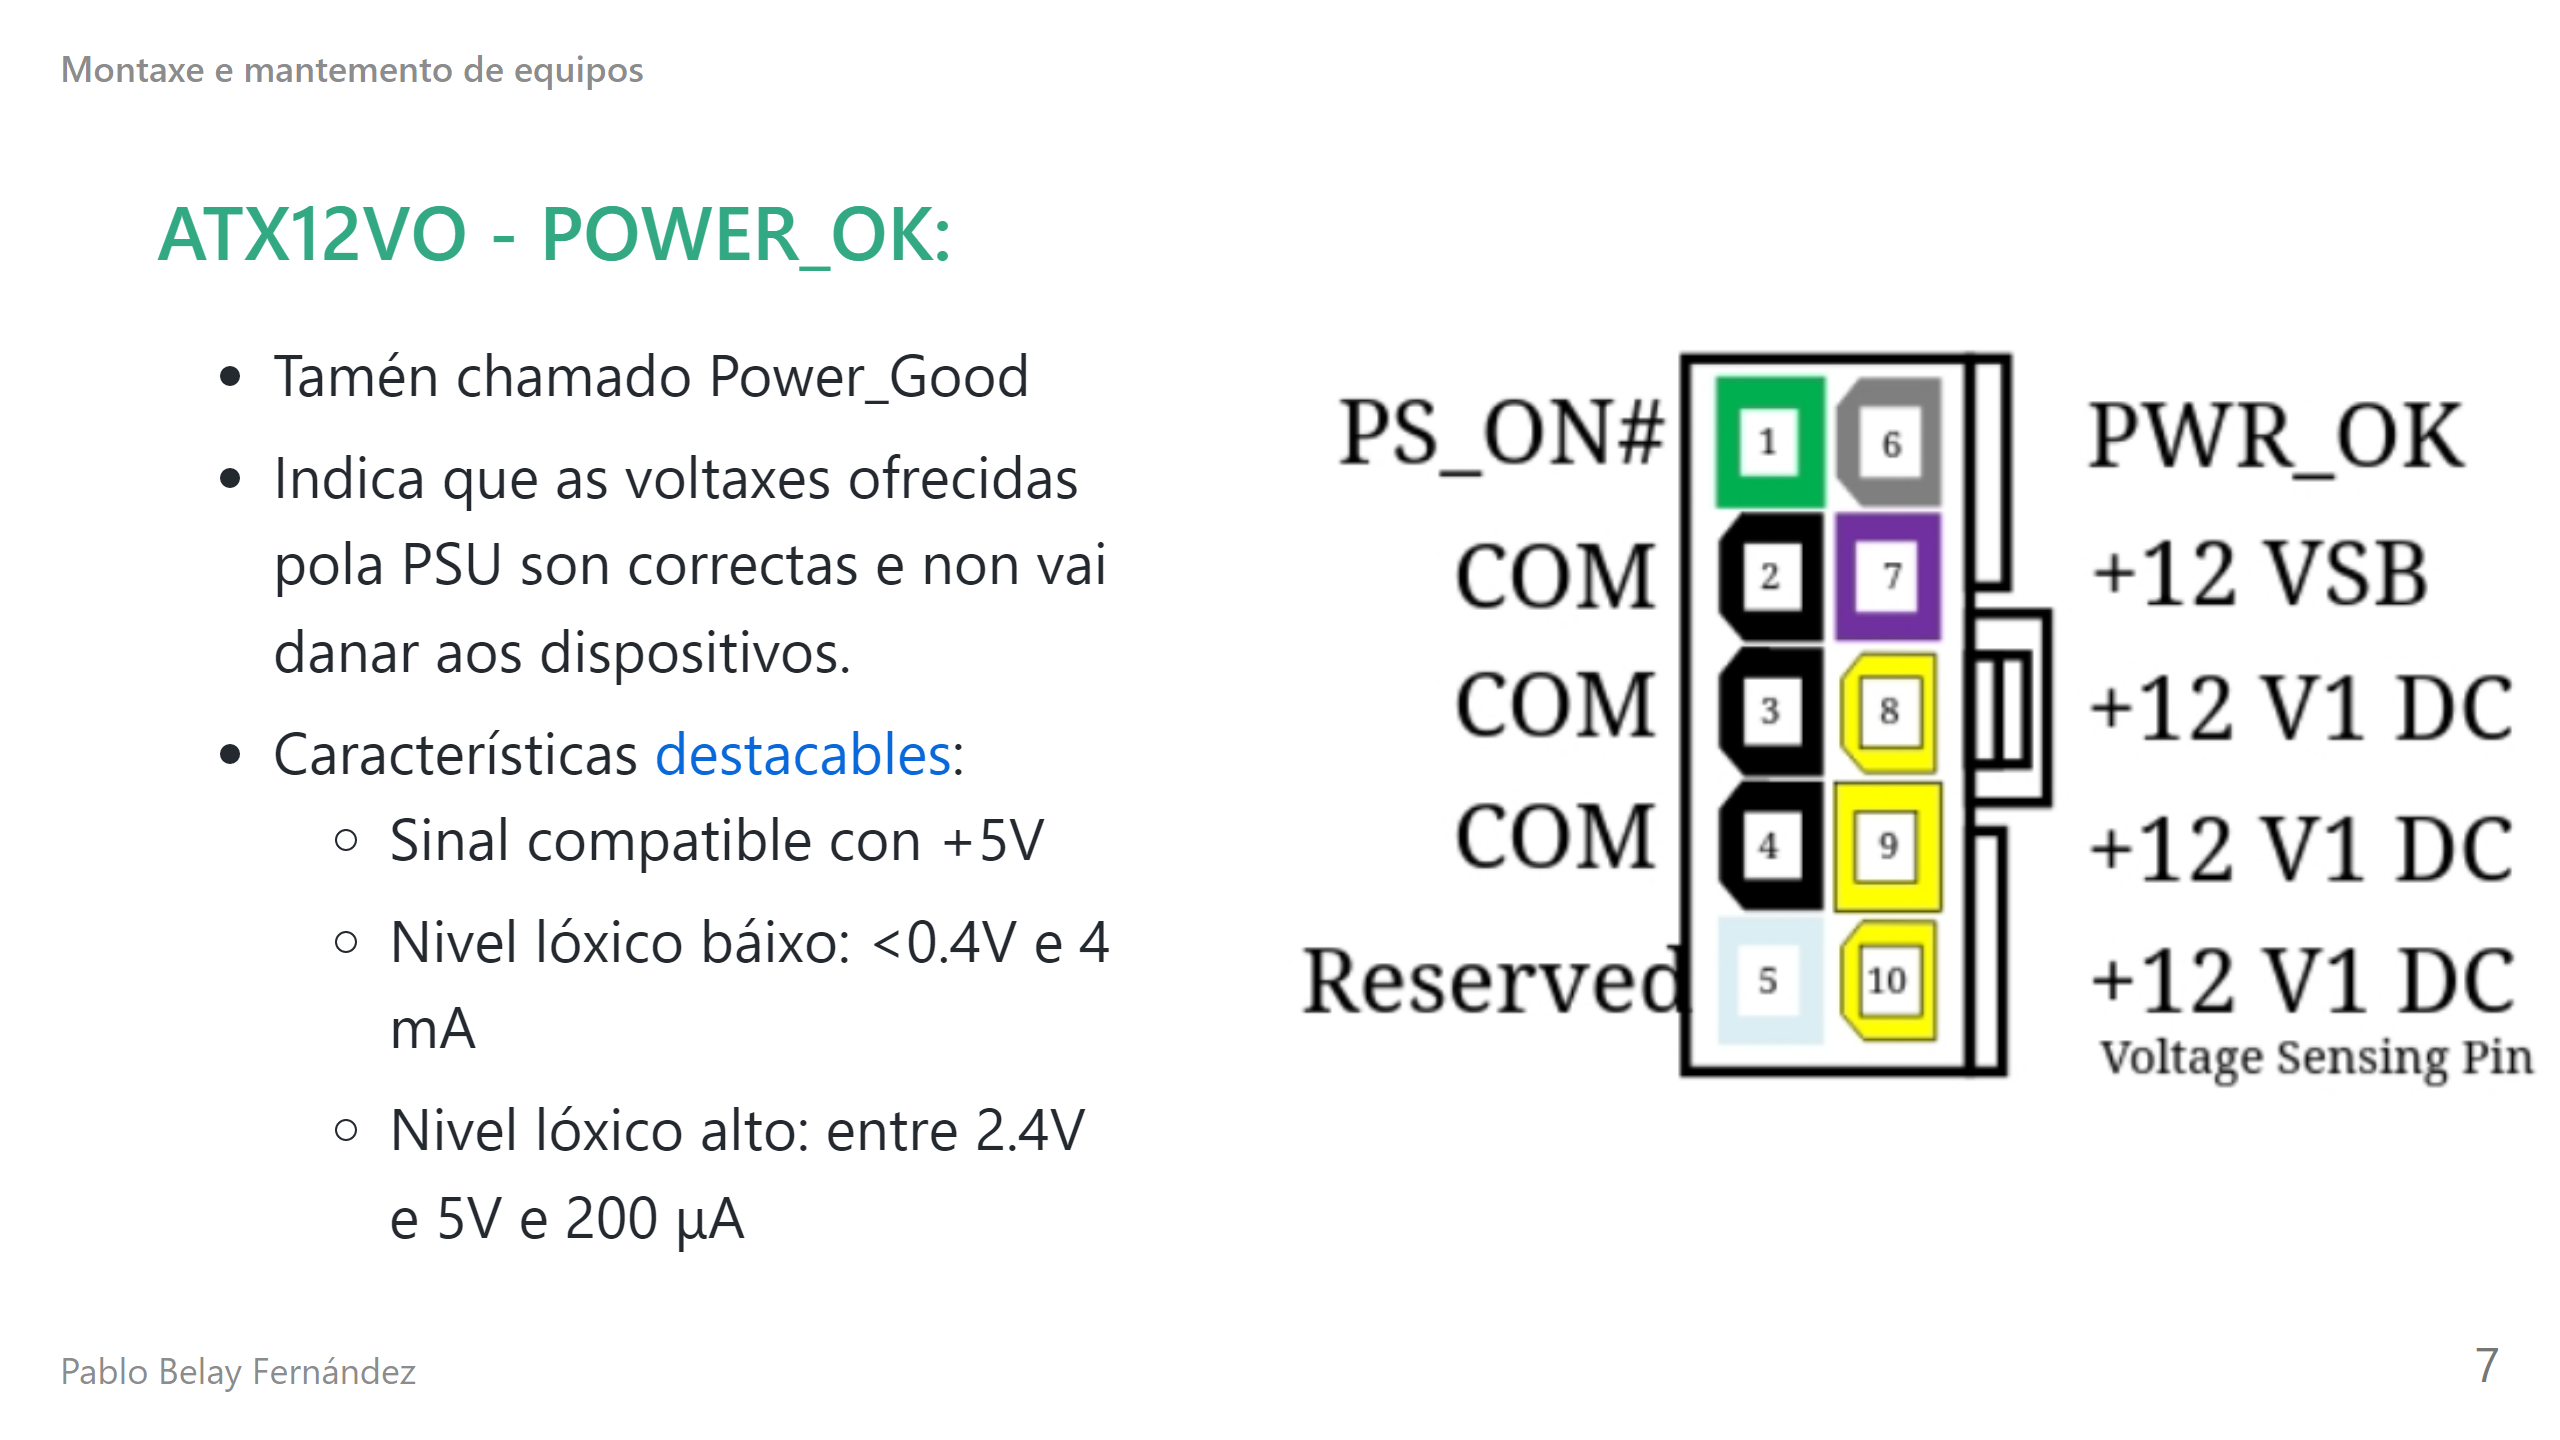 Montaxe e mantemento de equipos
ATX12VO - POWER_OK:
Tamén chamado Power_Good
Indica que as voltaxes ofrecidas
pola PSU son correctas e non vai
danar aos dispositivos.
Características destacables:
Sinal compatible con +5V
Nivel lóxico báixo: <0.4V e 4
mA
Nivel lóxico alto: entre 2.4V
e 5V e 200 µA
PS_ON# 1 6 PWR_OK
COM 2 7 +12 VSB
COM 3 8 +12 V1 DC
COM 4 9 +12 V1 DC
Reserved 5 10 +12 V1 DC
Voltage Sensing Pin
Pablo Belay Fernández
7